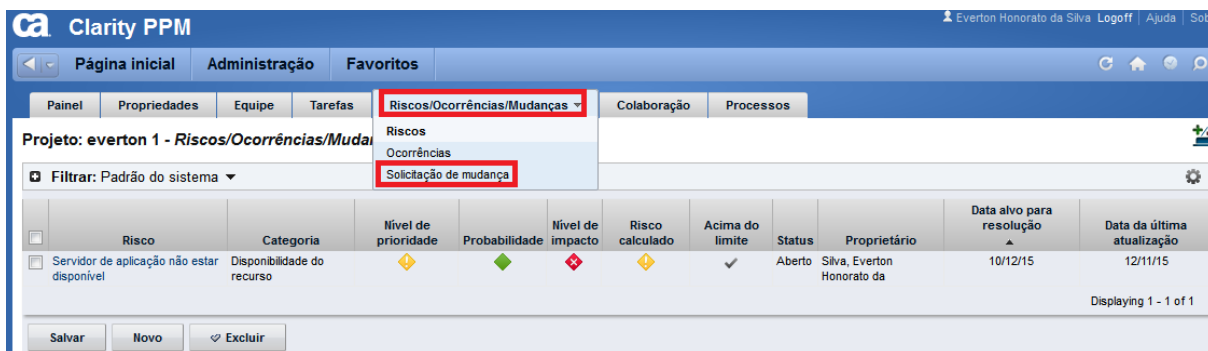 ca Clarity PPM
Everton Honorato da Silva Logoff | Ajuda |
Página inicial Administração Favoritos
Painel Propriedades Equipe Tarefas Riscos/Ocorrências/Mudanças Colaboração Processos
Riscos
Ocorrências
Solicitação de mudança
Projeto: everton 1 - Riscos/Ocorrências/Mudan
Filtrar: Padrão do sistema
Risco Categoria Nível de prioridade Probabilidade Nível de impacto Risco calculado Acima do limite Status Proprietário Data alvo para resolução Data da última atualização
Servidor de aplicação não estar disponível Disponibilidade do recurso Aberto Silva, Everton Honorato da 10/12/15 12/11/15
Displaying 1 - 1 of 1
Salvar Novo Excluir